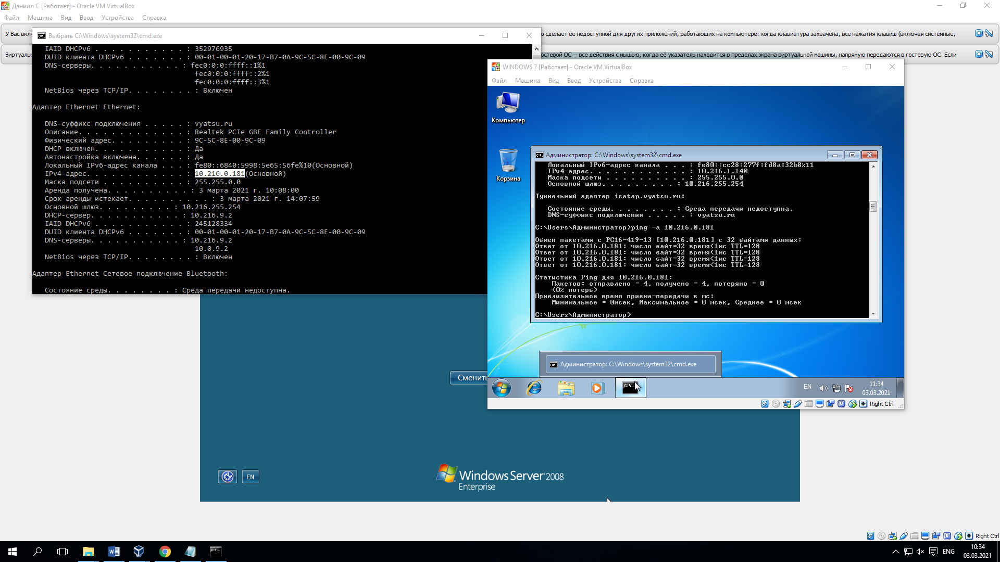 Даниил С [Работает] - Oracle VM VirtualBox
Файл Машина Вид Ввод Устройства Справка
У Вас вклю
о сделает её недоступной для других приложений, работающих на компьютере: когда клавиатура захвачена, все нажатия клавиш (включая системные,
Виртуальн
гостевой ОС -- все действия с мышью, когда её указатель находится в пределах экрана виртуальной машины, напрямую передаются в гостевую ОС. Если
Выбрать C:\Windows\system32\cmd.exe
IAID DHCPv6 . . . . . . . . . . . : 352976935
DUID клиента DHCPv6 . . . . . . . : 00-01-00-01-20-17-B7-0A-9C-5C-8E-00-9C-09
DNS-серверы. . . . . . . . . . . : fec0:0:0:ffff::1%1
fec0:0:0:ffff::2%1
fec0:0:0:ffff::3%1
NetBios через TCP/IP. . . . . . . . : Включен
Адаптер Ethernet Ethernet:
DNS-суффикс подключения . . . . . : vyatsu.ru
Описание. . . . . . . . . . . . . : Realtek PCIe GBE Family Controller
Физический адрес. . . . . . . . . : 9C-5C-8E-00-9C-09
DHCP включен. . . . . . . . . . . : Да
Автонастройка включена. . . . . . : Да
Локальный IPv6-адрес канала . . . : fe80::6840:5998:5e65:56fe%10(Основной)
IPv4-адрес. . . . . . . . . . . . : 10.216.0.181(Основной)
Маска подсети . . . . . . . . . . : 255.255.0.0
Аренда получена. . . . . . . . . . : 3 марта 2021 г. 10:08:00
Срок аренды истекает. . . . . . . . . . : 3 марта 2021 г. 14:07:59
Основной шлюз. . . . . . . . . : 10.216.255.254
DHCP-сервер. . . . . . . . . . . : 10.216.9.2
IAID DHCPv6 . . . . . . . . . . . : 245128334
DUID клиента DHCPv6 . . . . . . . : 00-01-00-01-20-17-B7-0A-9C-5C-8E-00-9C-09
DNS-серверы. . . . . . . . . . . : 10.216.9.2
10.0.9.2
NetBios через TCP/IP. . . . . . . . : Включен
Адаптер Ethernet Сетевое подключение Bluetooth:
Состояние среды. . . . . . . . : Среда передачи недоступна.
WINDOWS 7 [Работает] - Oracle VM VirtualBox
Файл Машина Вид Ввод Устройства Справка
Компьютер
Корзина
Администратор: C:\Windows\system32\cmd.exe
Локальный IPv6-адрес канала . . . : fe80::cc28:277f:fd8a:32b8%11
IPv4-адрес. . . . . . . . . . . . : 10.216.1.140
Маска подсети . . . . . . . . . . : 255.255.0.0
Основной шлюз. . . . . . . . . : 10.216.255.254
Туннельный адаптер isatap.vyatsu.ru:
Состояние среды. . . . . . . . : Среда передачи недоступна.
DNS-суффикс подключения . . . . . : vyatsu.ru
C:\Users\Администратор>ping -a 10.216.0.181
Обмен пакетами с PC16-419-13 [10.216.0.181] с 32 байтами данных:
Ответ от 10.216.0.181: число байт=32 время<1мс TTL=128
Ответ от 10.216.0.181: число байт=32 время<1мс TTL=128
Ответ от 10.216.0.181: число байт=32 время<1мс TTL=128
Ответ от 10.216.0.181: число байт=32 время<1мс TTL=128
Статистика Ping для 10.216.0.181:
Пакетов: отправлено = 4, получено = 4, потеряно = 0
(0% потерь)
Приблизительное время приема-передачи в мс:
Минимальное = 0мсек, Максимальное = 0 мсек, Среднее = 0 мсек
C:\Users\Администратор>
Администратор: C:\Windows\system32\cmd.exe
EN
11:34
03.03.2021
Right Ctrl
Сменить
EN
Windows Server 2008
Enterprise
Right Ctrl
ENG
10:34
03.03.2021